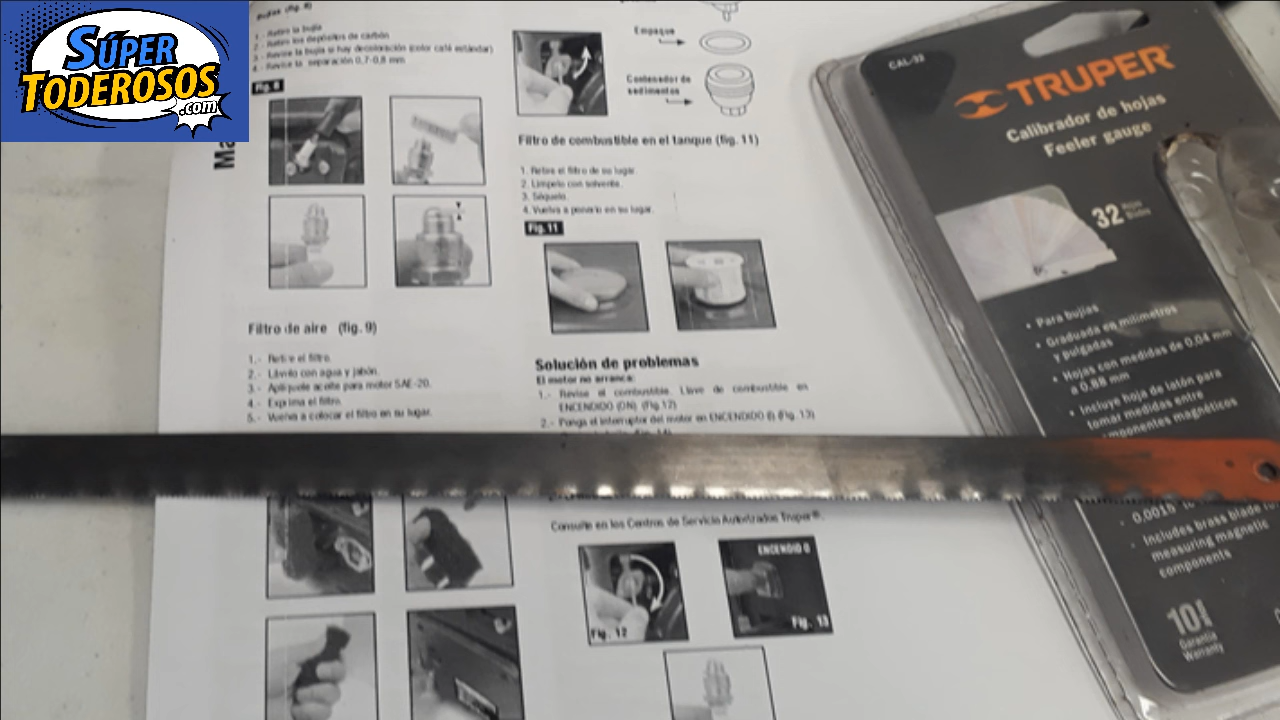 SÚPER
TODEROSOS
.com
Ma
Bujías (fig. 8)
1.- Retire la bujía
2.- Retire los depósitos de carbón
3.- Revise la bujía si hay decoloración (color café estándar)
4.- Revise la separación 0,7-0,8 mm
Fig. 8
Filtro de aire (fig. 9)
1.- Retire el filtro.
2.- Lávelo con agua y jabón.
3.- Aplíquele aceite para motor SAE-20.
4.- Exprima el filtro.
5.- Vuelva a colocar el filtro en su lugar.
Empaque
Contenedor de
sedimentos
Filtro de combustible en el tanque (fig. 11)
1. Retire el filtro de su lugar.
2. Límpielo con solvente.
3. Séquelo.
4. Vuelva a ponerlo en su lugar.
Fig. 11
Solución de problemas
El motor no arranca:
1.- Revise el combustible. Llave de combustible en
ENCENDIDO (ON) (Fig.12)
2.- Ponga el interruptor del motor en ENCENDIDO (I) (Fig. 13)
Consulte en los Centros de Servicio Autorizados Truper®.
Fig. 12
ENCENDIDO
Fig. 13
CAL-32
TRUPER
Calibrador de hojas
Feeler gauge
32
• Para bujías
• Graduada en milímetros
y pulgadas
• Hojas con medidas de 0,04 mm
a 0,88 mm
• Incluye hoja de latón para
tomar medidas entre
componentes magnéticos
0.0015
• Includes brass blade
measuring magnetic
components
10
Garantía
Warranty